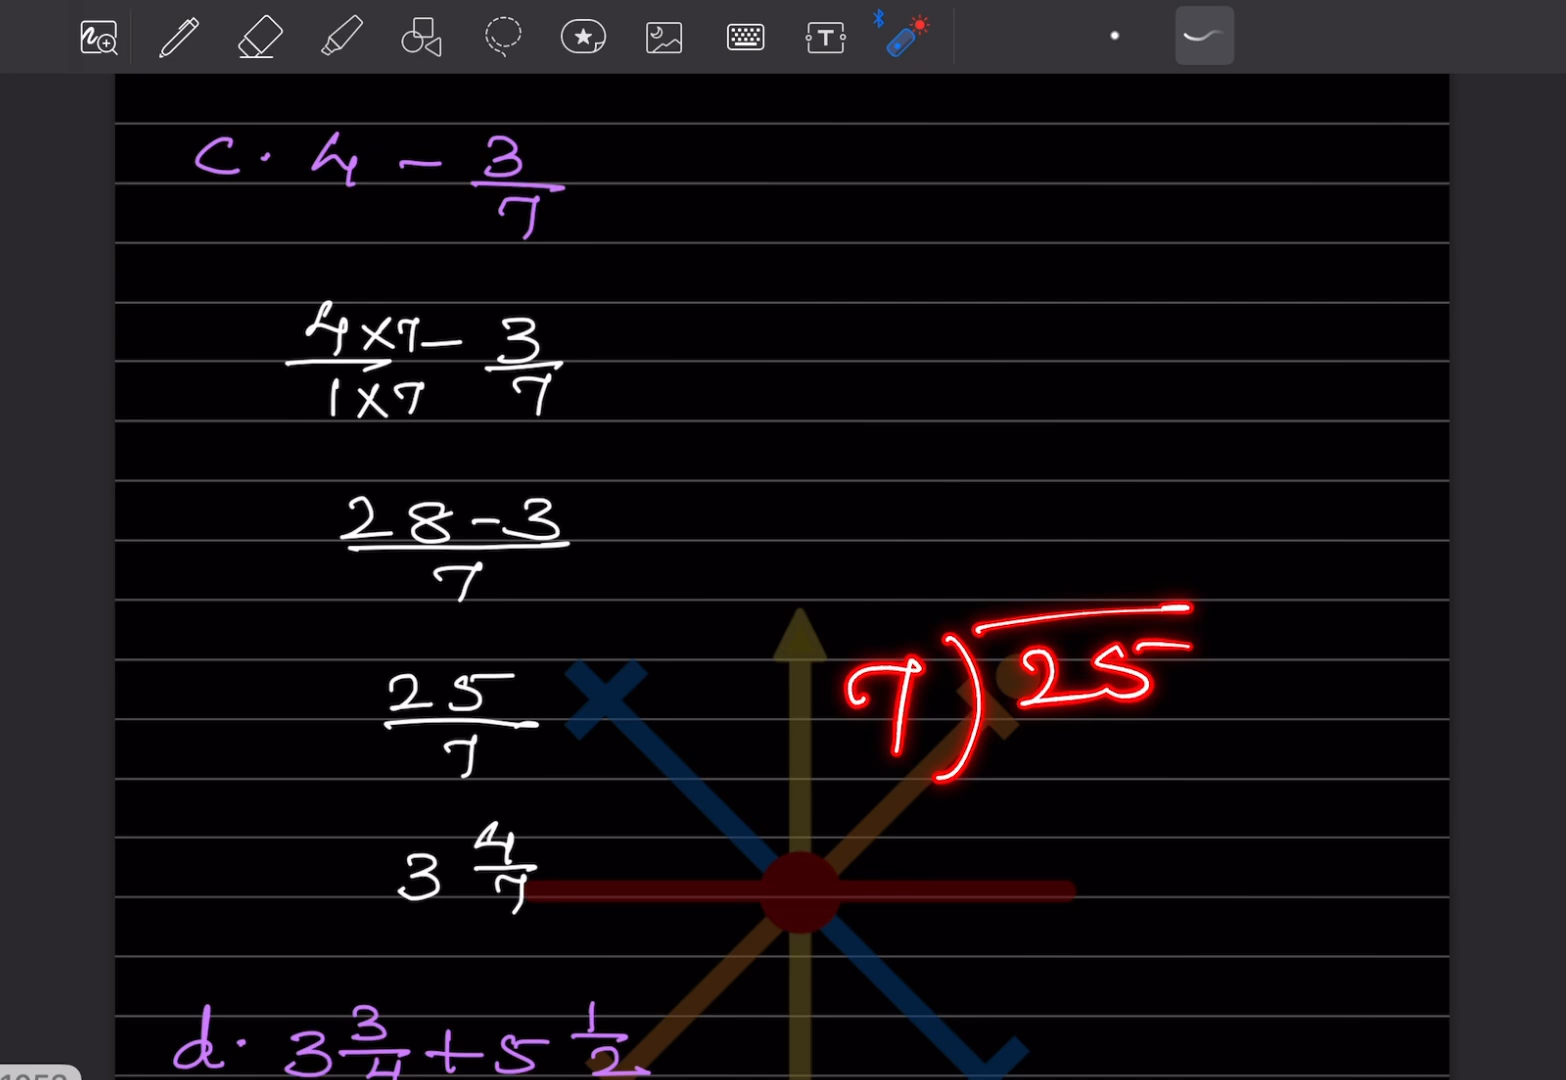 c. 4 - 3/7
4×7/1×7 - 3/7
28-3/7
7)25
25/7
3 4/7
d. 3 3/4 + 5 1/2